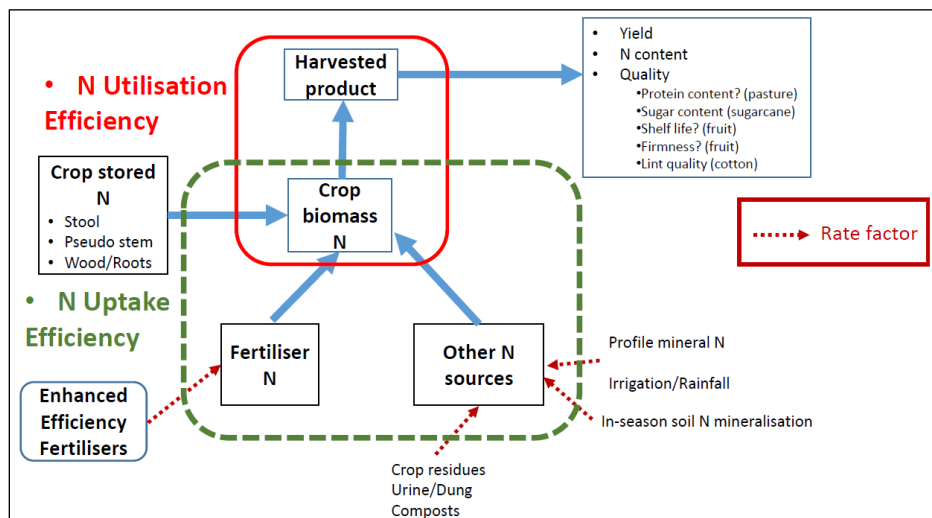 • N Utilisation
Efficiency
Harvested
product
• Yield
• N content
• Quality
•Protein content? (pasture)
•Sugar content (sugarcane)
•Shelf life? (fruit)
•Firmness? (fruit)
•Lint quality (cotton)
Crop stored
N
• Stool
• Pseudo stem
• Wood/Roots
Crop
biomass
N
Rate factor
• N Uptake
Efficiency
Fertiliser
N
Other N
sources
Profile mineral N
Irrigation/Rainfall
In-season soil N mineralisation
Enhanced
Efficiency
Fertilisers
Crop residues
Urine/Dung
Composts